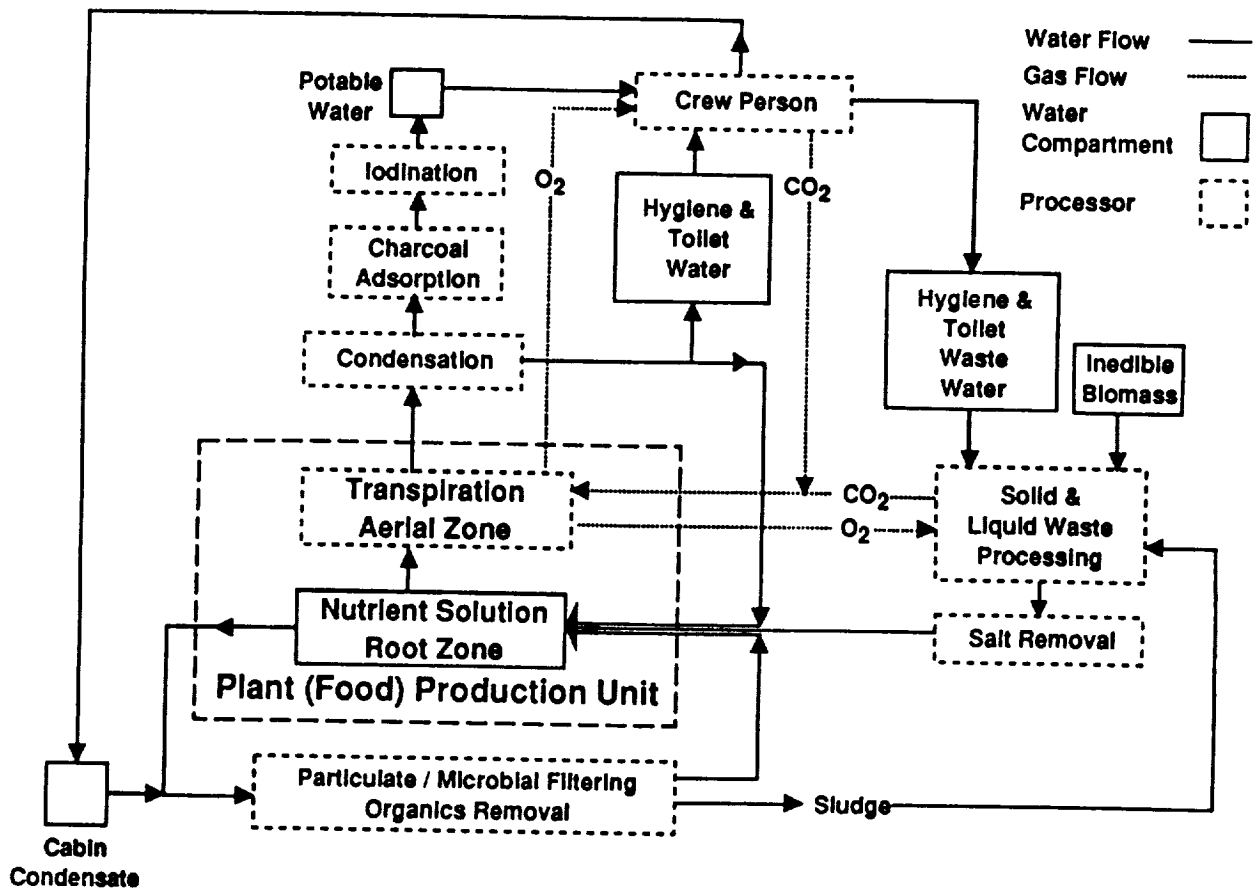 Water Flow
Gas Flow
Water
Compartment
Processor
Potable
Water
Crew Person
Iodination
O2
CO2
Charcoal
Adsorption
Hygiene &
Toilet
Water
Condensation
Hygiene &
Toilet
Waste
Water
Inedible
Biomass
Transpiration
Aerial Zone
CO2
O2
Solid &
Liquid Waste
Processing
Nutrient Solution
Root Zone
Salt Removal
Plant (Food) Production Unit
Particulate / Microbial Filtering
Organics Removal
Sludge
Cabin
Condensate